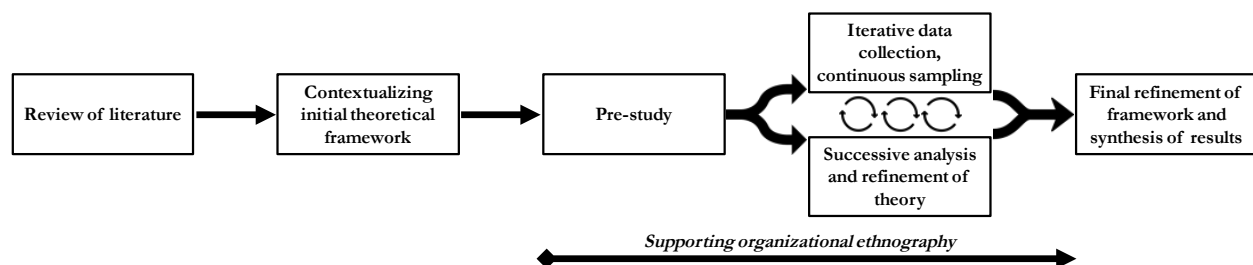 Review of literature
Contextualizing
initial theoretical
framework
Pre-study
Iterative data
collection,
continuous sampling
Successive analysis
and refinement of
theory
Final refinement of
framework and
synthesis of results
Supporting organizational ethnography